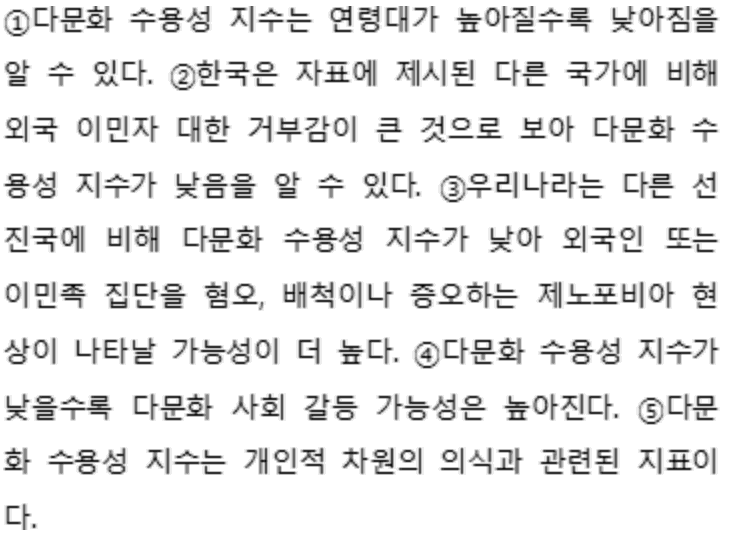 ①다문화 수용성 지수는 연령대가 높아질수록 낮아짐을
알 수 있다. ②한국은 자표에 제시된 다른 국가에 비해
외국 이민자 대한 거부감이 큰 것으로 보아 다문화 수
용성 지수가 낮음을 알 수 있다. ③우리나라는 다른 선
진국에 비해 다문화 수용성 지수가 낮아 외국인 또는
이민족 집단을 혐오, 배척이나 증오하는 제노포비아 현
상이 나타날 가능성이 더 높다. ④다문화 수용성 지수가
낮을수록 다문화 사회 갈등 가능성은 높아진다. ⑤다문
화 수용성 지수는 개인적 차원의 의식과 관련된 지표이
다.